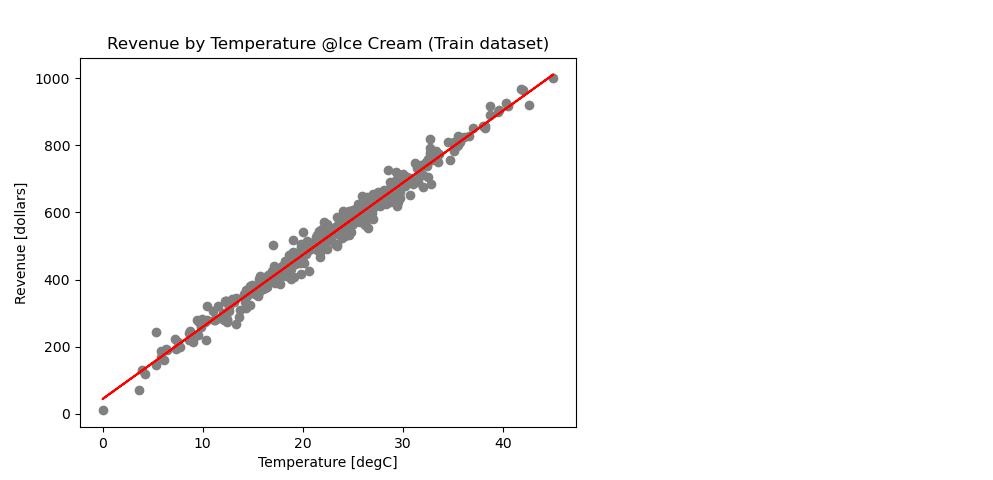 Revenue by Temperature @Ice Cream (Train dataset)
1000
800
600
400
200
0
Revenue [dollars]
0 10 20 30 40
Temperature [degC]